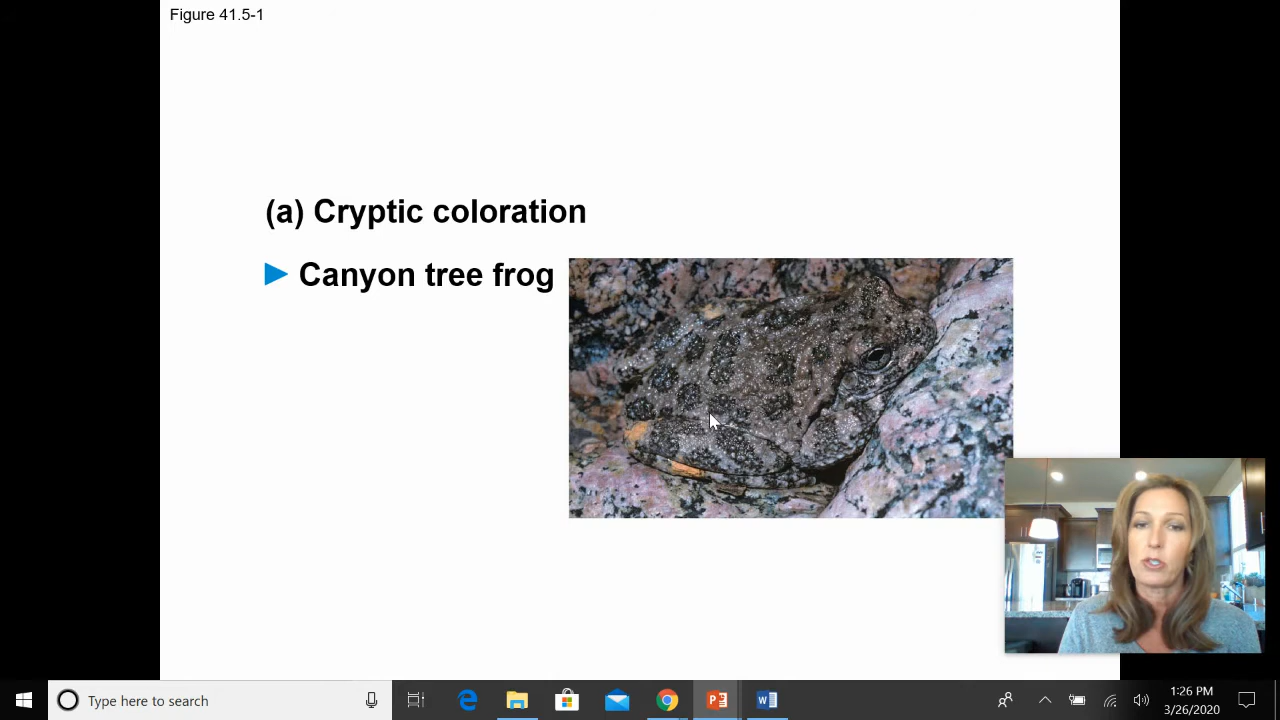 Figure 41.5-1
(a) Cryptic coloration
Canyon tree frog
Type here to search
1:26 PM
3/26/2020